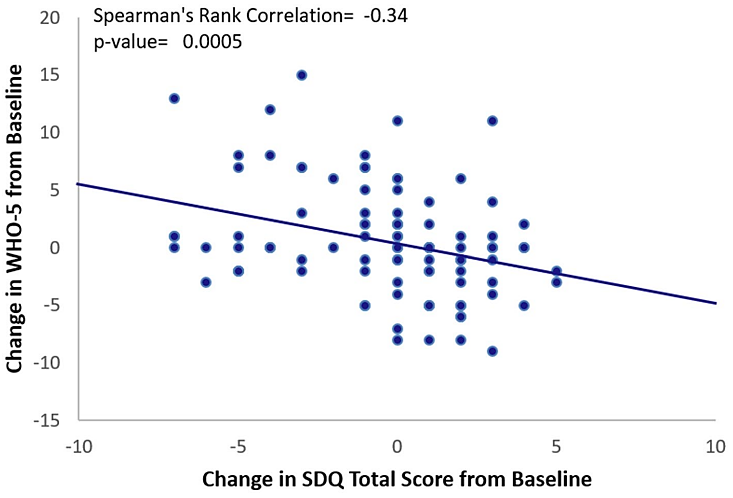 Spearman's Rank Correlation= -0.34
p-value= 0.0005
20
15
10
5
0
-5
-10
-15
Change in WHO-5 from Baseline
-10 -5 0 5 10
Change in SDQ Total Score from Baseline